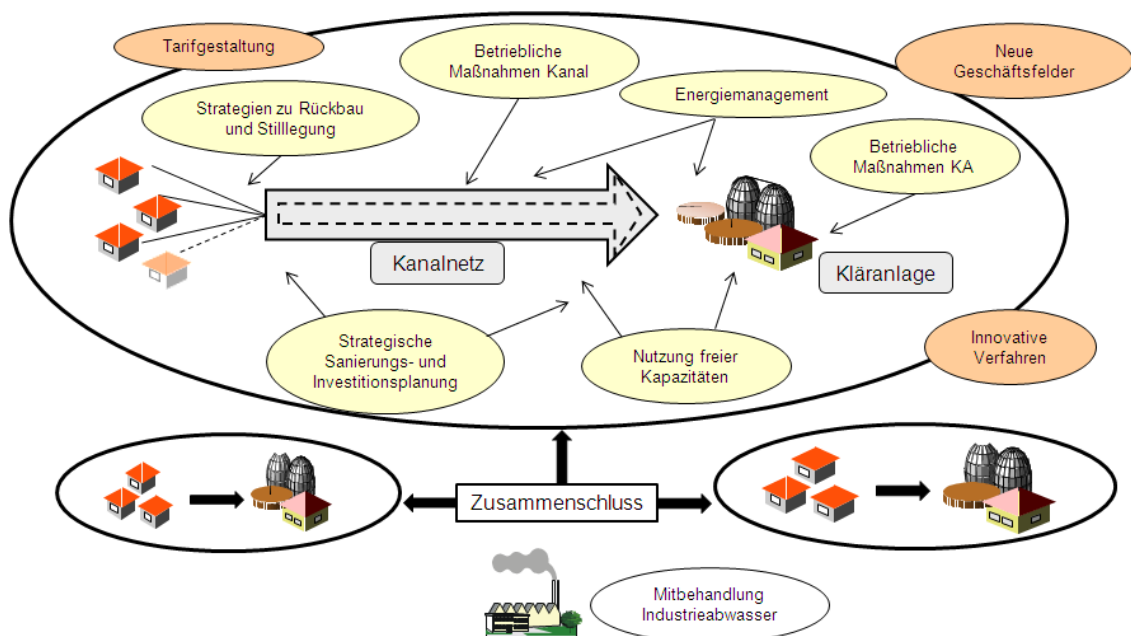 Tarifgestaltung
Betriebliche
Maßnahmen Kanal
Neue
Geschäftsfelder
Strategien zu Rückbau
und Stilllegung
Energiemanagement
Betriebliche
Maßnahmen KA
Kanalnetz
Kläranlage
Strategische
Sanierungs- und
Investitionsplanung
Nutzung freier
Kapazitäten
Innovative
Verfahren
Zusammenschluss
Mitbehandlung
Industrieabwasser